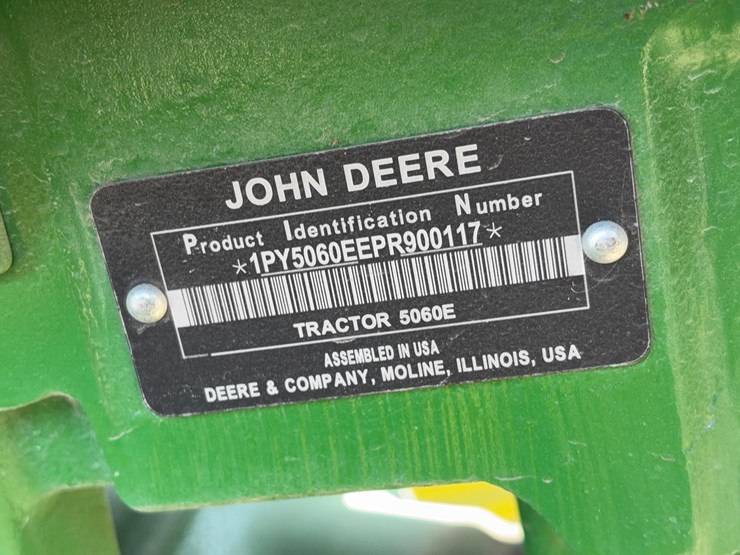 JOHN DEERE
Product Identification Number
*1PY5060EEPR900117*
TRACTOR 5060E
ASSEMBLED IN USA
DEERE & COMPANY, MOLINE, ILLINOIS, USA